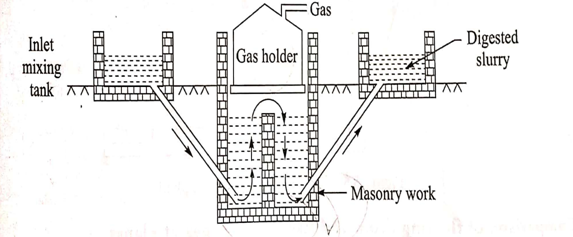 Gas
Inlet
mixing
tank
Gas holder
Digested
slurry
Masonry work